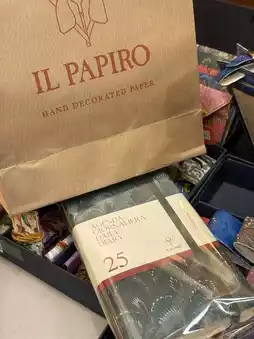 IL PAPIRO
HAND DECORATED PAPER
AGENDA
GIORNALIERA
DAILY
DIARY
25